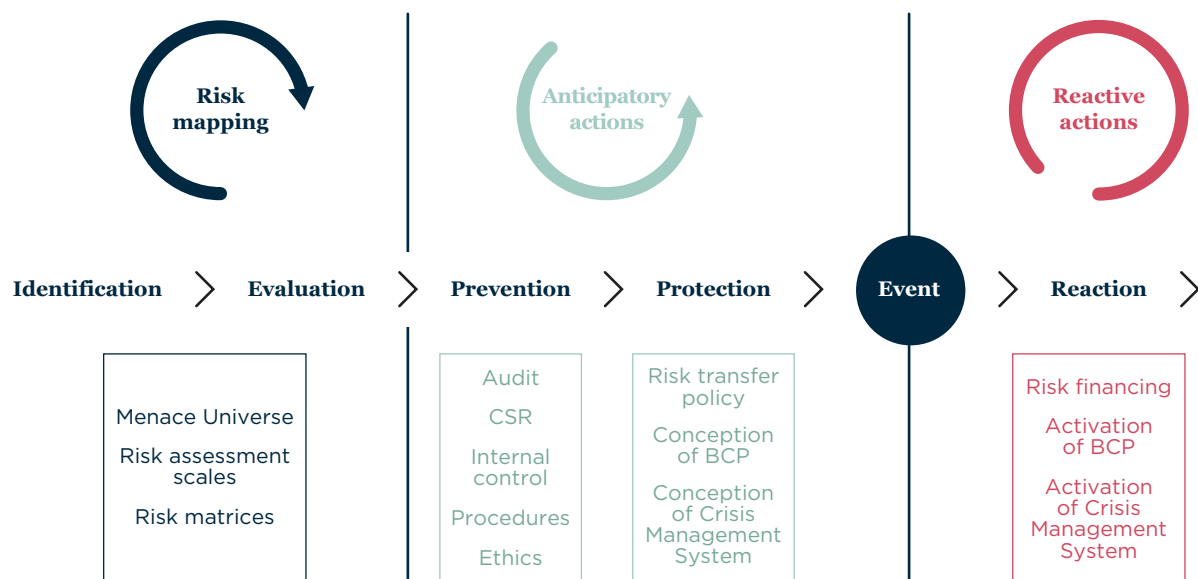 Risk
mapping
Anticipatory
actions
Reactive
actions
Identification
Evaluation
Prevention
Protection
Event
Reaction
Menace Universe
Risk assessment
scales
Risk matrices
Audit
CSR
Internal
control
Procedures
Ethics
Risk transfer
policy
Conception
of BCP
Conception
of Crisis
Management
System
Risk financing
Activation
of BCP
Activation
of Crisis
Management
System